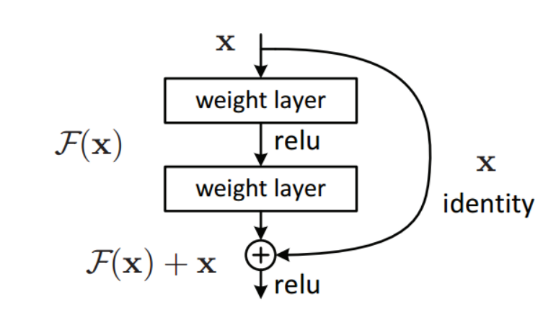 x
weight layer
relu
F(x)
weight layer
x
identity
F(x) + x
+
relu